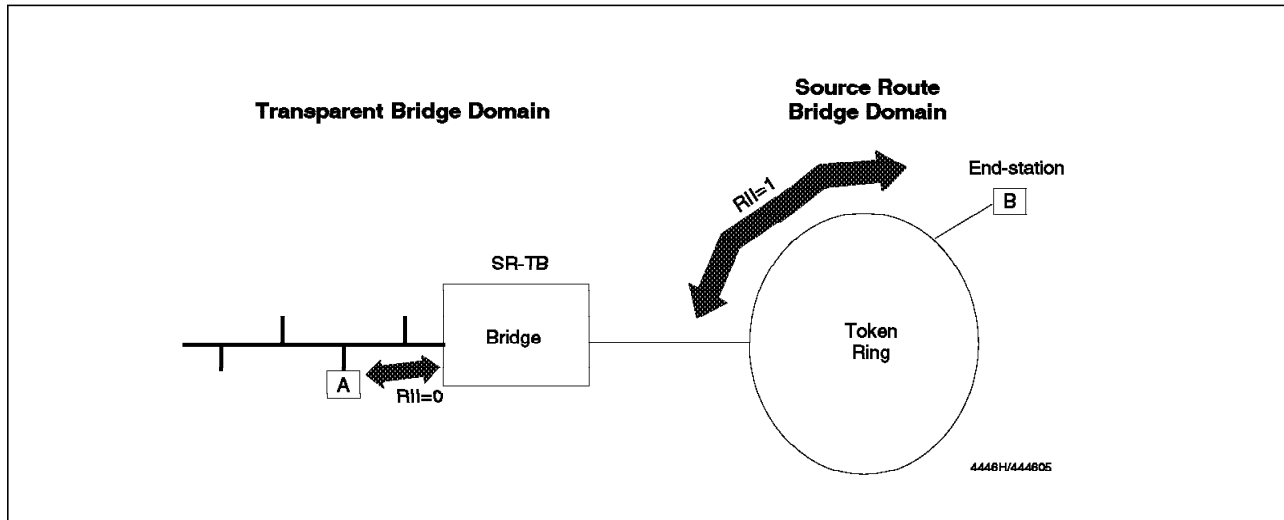 Transparent Bridge Domain
Source Route
Bridge Domain
End-station
B
RII=1
SR-TB
Bridge
Token
Ring
A
RII=0
4446H/444605